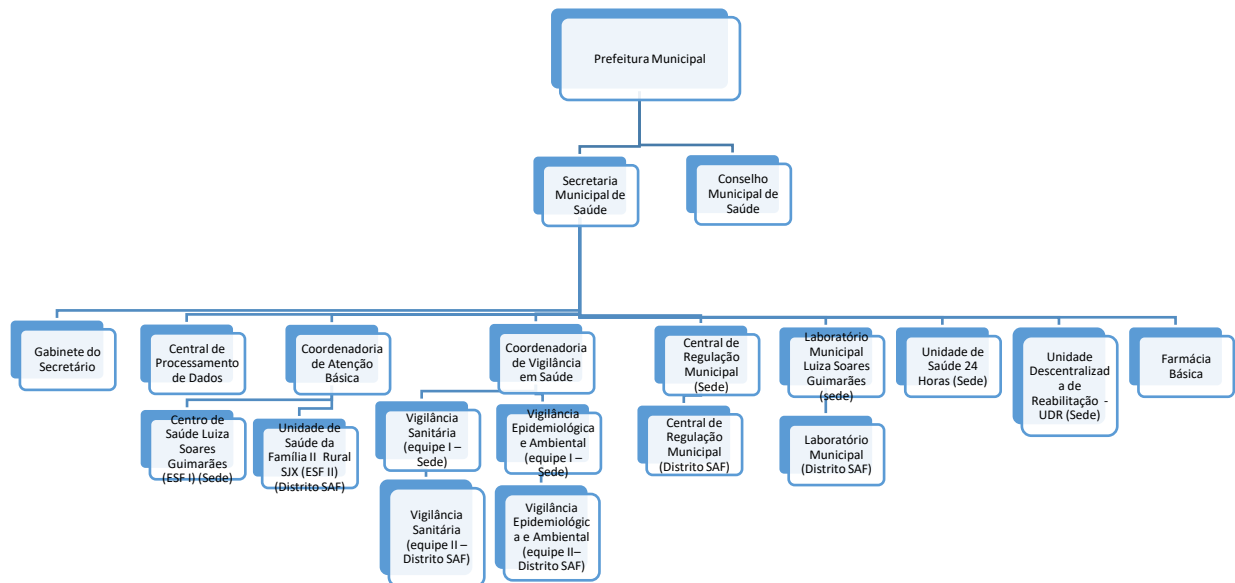 Prefeitura Municipal
Secretaria
Municipal de
Saúde
Conselho
Municipal de
Saúde
Gabinete do
Secretário
Central de
Processamento
de Dados
Coordenadoria
de Atenção
Básica
Coordenadoria
de Vigilância
em Saúde
Central de
Regulação
Municipal
(Sede)
Laboratório
Municipal
Luiza Soares
Guimarães
(sede)
Unidade de
Saúde 24
Horas (Sede)
Unidade
Descentralizad
a de
Reabilitação -
UDR (Sede)
Farmácia
Básica
Centro de
Saúde Luiza
Soares
Guimarães
(ESF I) (Sede)
Unidade de
Saúde da
Família II Rural
SJX (ESF II)
(Distrito SAF)
Vigilância
Sanitária
(equipe I –
Sede)
Vigilância
Epidemiológica
e Ambiental
(equipe I –
Sede)
Central de
Regulação
Municipal
(Distrito SAF)
Laboratório
Municipal
(Distrito SAF)
Vigilância
Sanitária
(equipe II –
Distrito SAF)
Vigilância
Epidemiológic
a e Ambiental
(equipe II–
Distrito SAF)